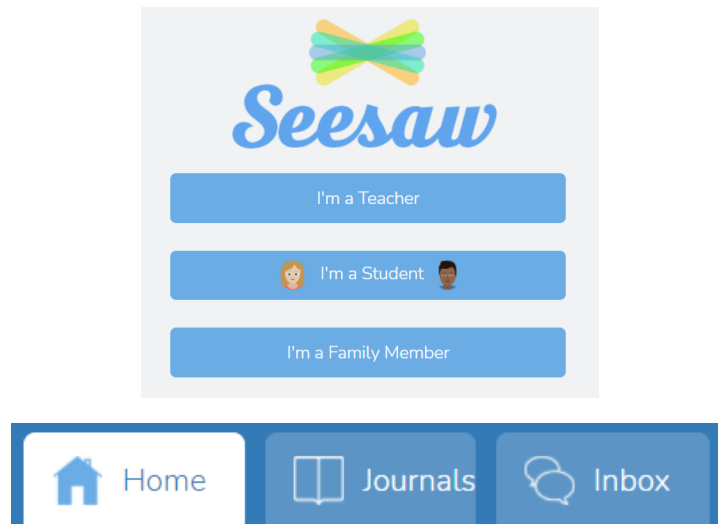 Seesaw
I'm a Teacher
I'm a Student
I'm a Family Member
Home Journals Inbox